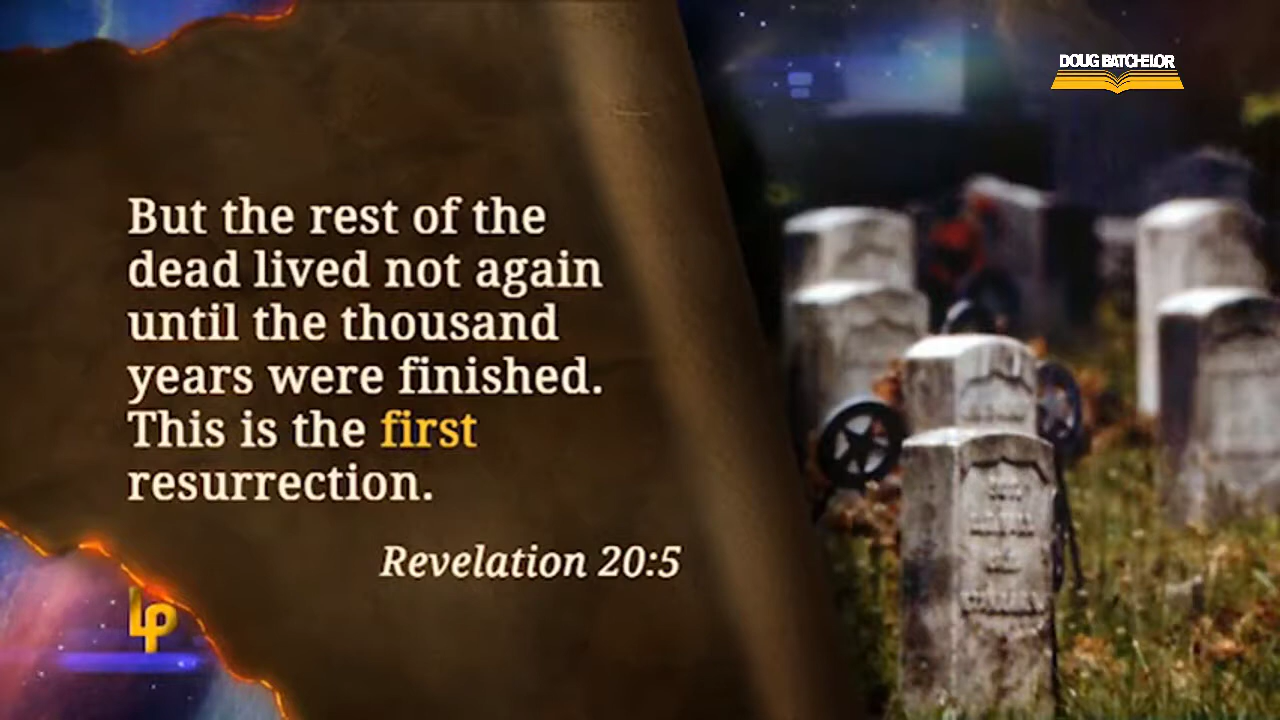 DOUG BATCHELOR
But the rest of the
dead lived not again
until the thousand
years were finished.
This is the first
resurrection.
Revelation 20:5
LP